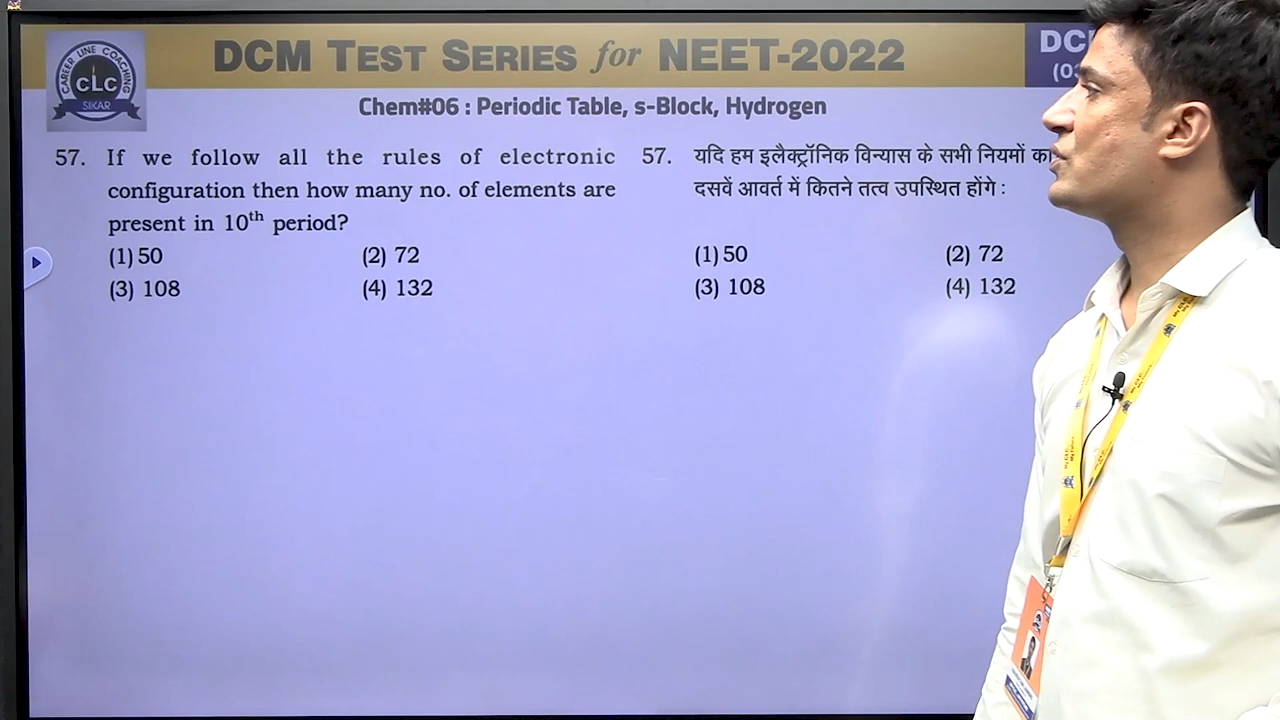 DCM TEST SERIES for NEET-2022
CAREER LINE COACHING
CLC
SIKAR
Chem#06 : Periodic Table, s-Block, Hydrogen
57. If we follow all the rules of electronic
configuration then how many no. of elements are
present in 10th period?
(1) 50 (2) 72
(3) 108 (4) 132
57. यदि हम इलैक्ट्रॉनिक विन्यास के सभी नियमों का
दसवें आवर्त में कितने तत्व उपस्थित होंगे :
(1) 50 (2) 72
(3) 108 (4) 132